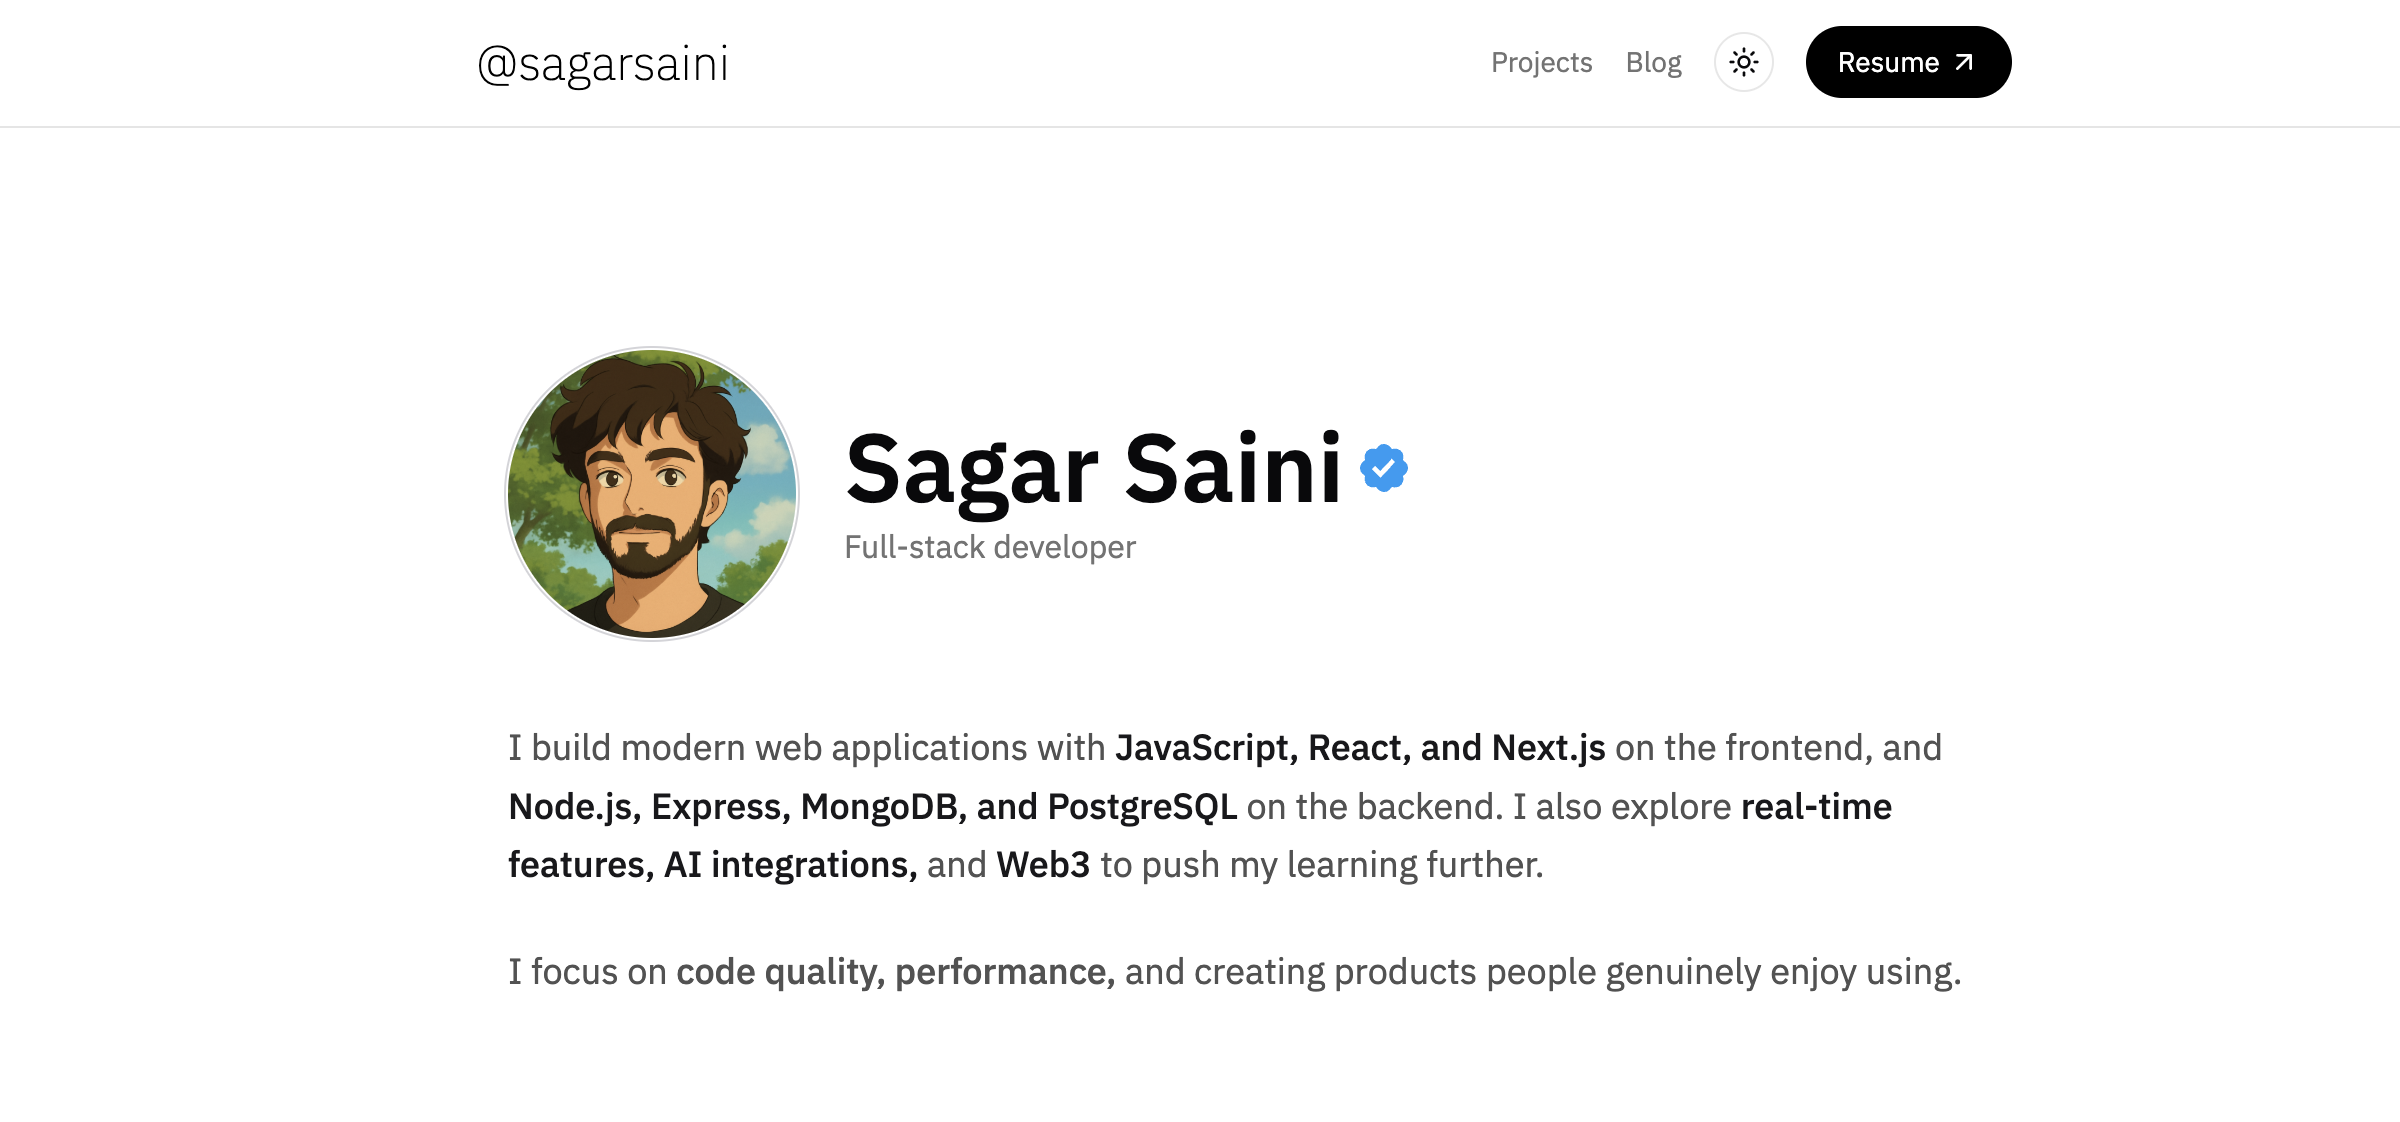 @sagarsaini
Projects Blog Resume
Sagar Saini
Full-stack developer
I build modern web applications with JavaScript, React, and Next.js on the frontend, and
Node.js, Express, MongoDB, and PostgreSQL on the backend. I also explore real-time
features, AI integrations, and Web3 to push my learning further.
I focus on code quality, performance, and creating products people genuinely enjoy using.